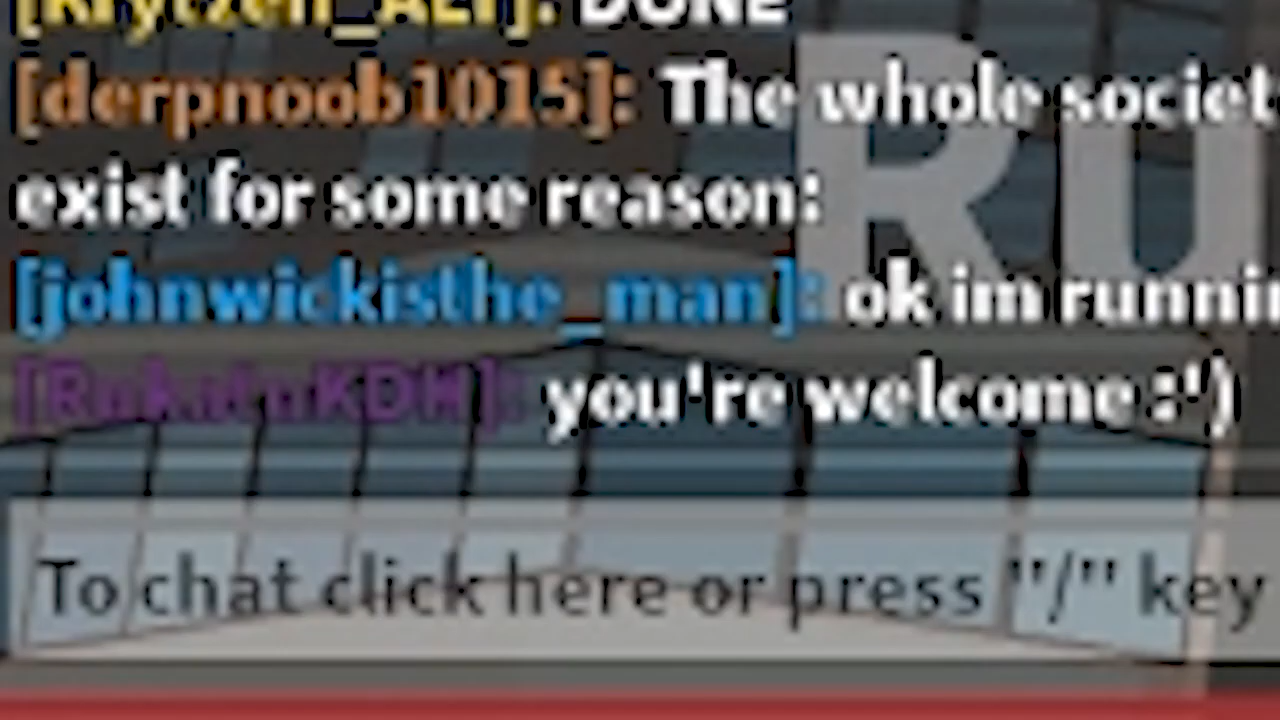 DONE
[derpnoob1015]: The whole societ
exist for some reason:
[johnwickisthe_man]: ok im runnin
you're welcome :')
To chat click here or press "/" key
RU